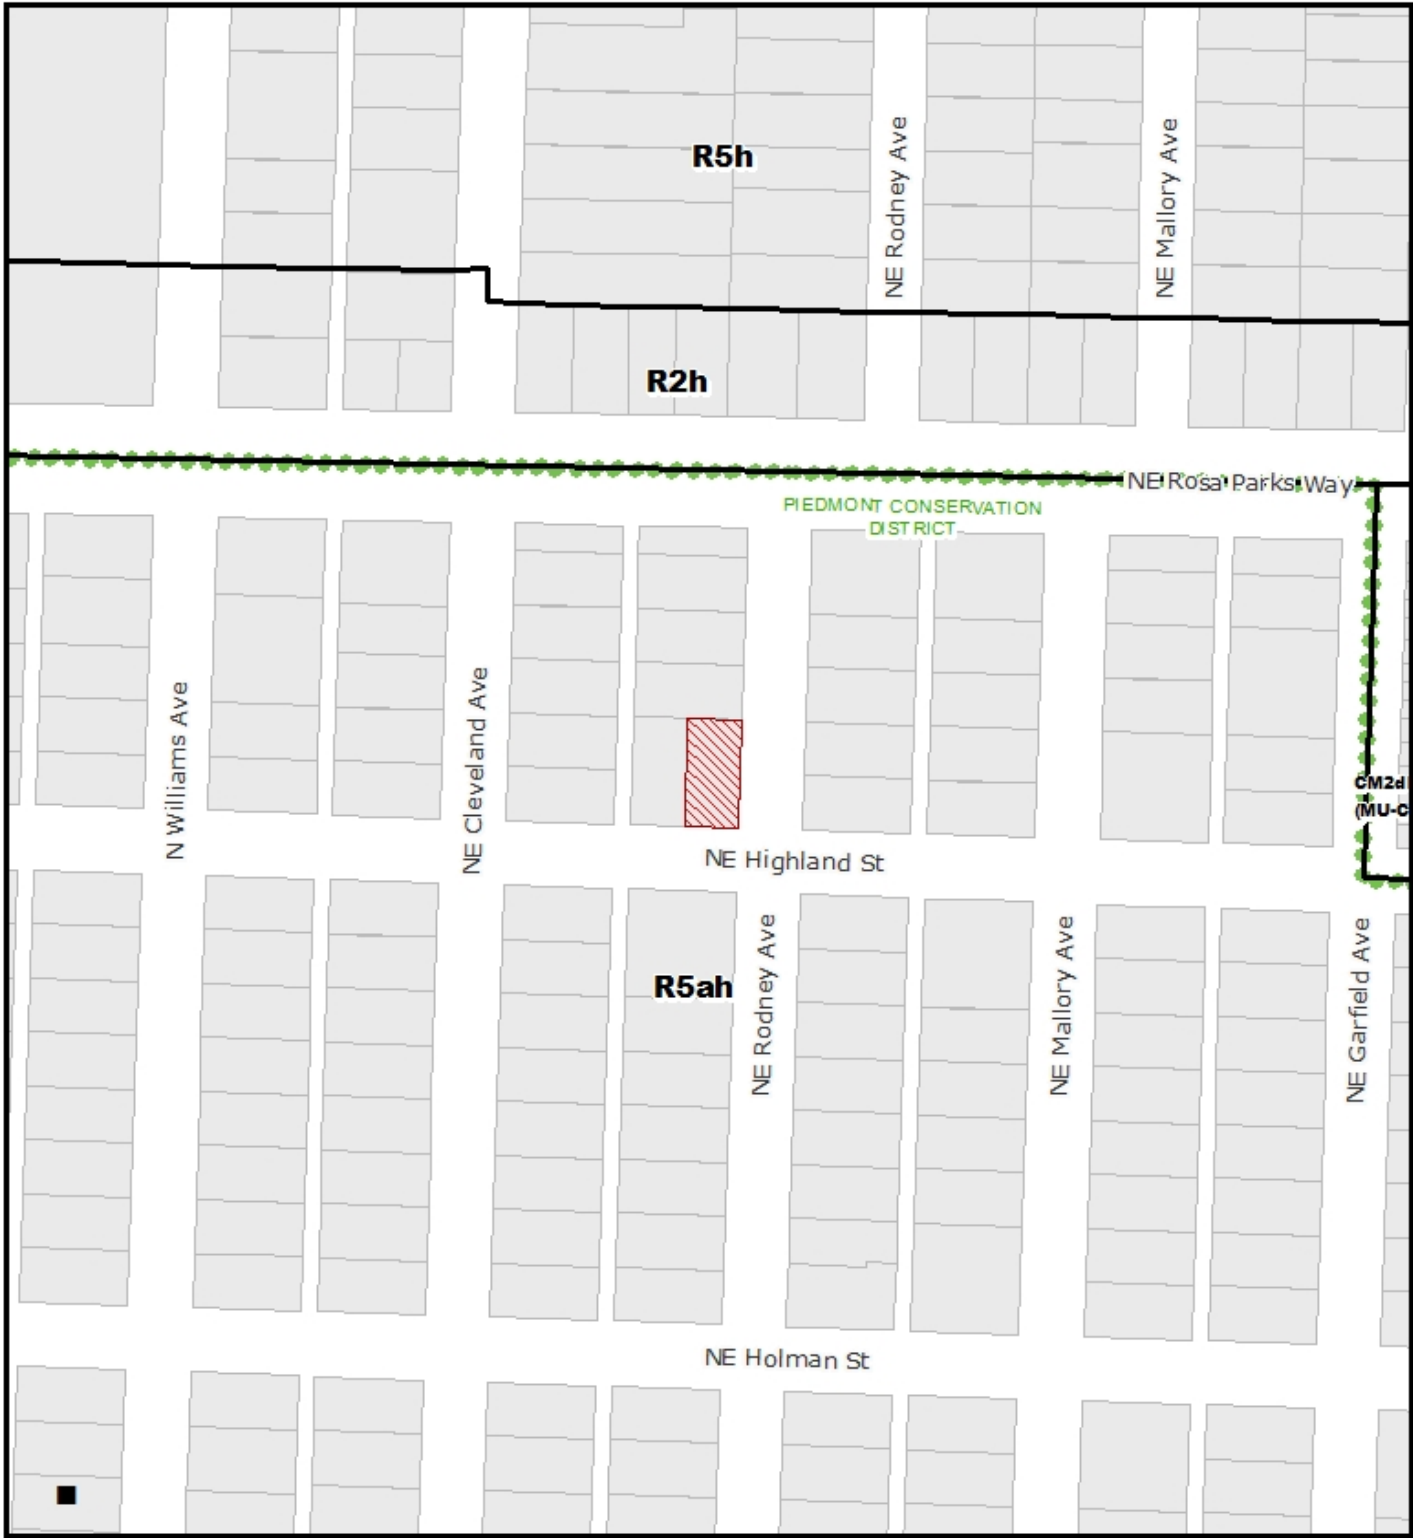 R5h
NE Rodney Ave
NE Mallory Ave
R2h
NE Rosa Parks Way
PIEDMONT CONSERVATION
DISTRICT
N Williams Ave
NE Cleveland Ave
CM2d
(MU-C
NE Highland St
R5ah
NE Rodney Ave
NE Mallory Ave
NE Garfield Ave
NE Holman St